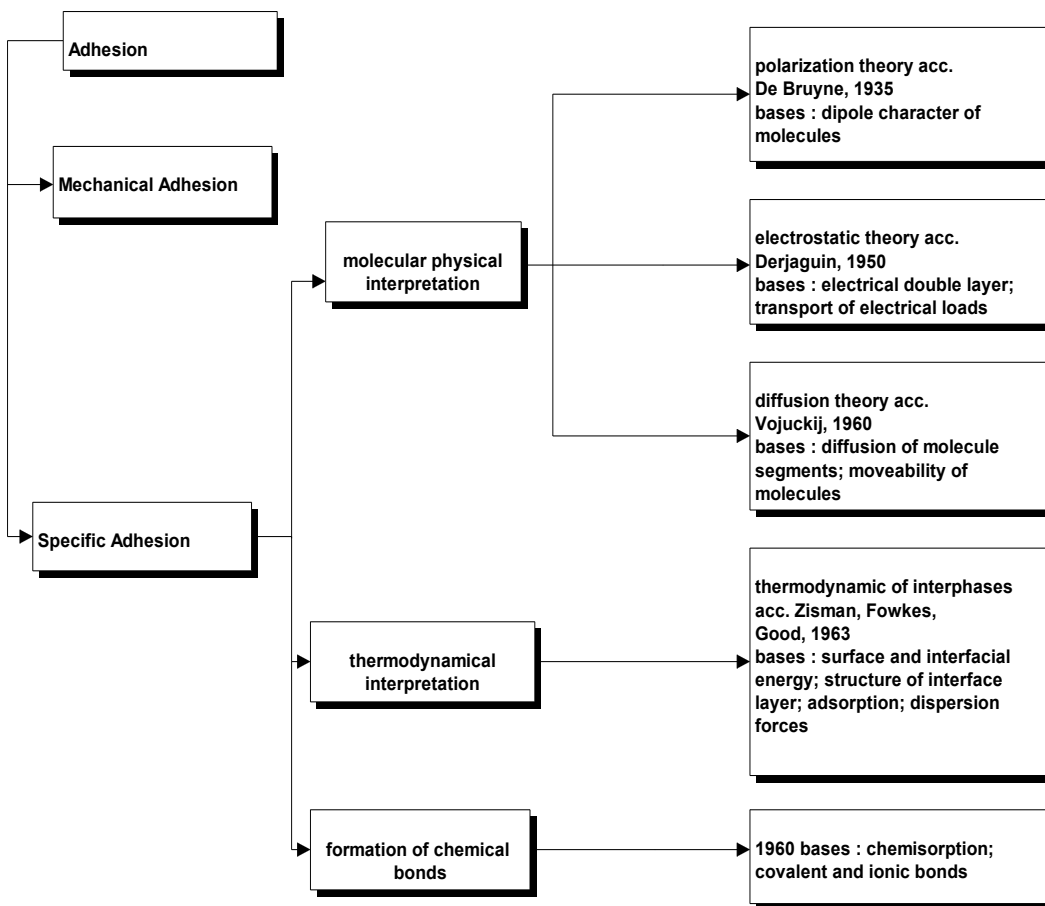 Adhesion
Mechanical Adhesion
Specific Adhesion
molecular physical
interpretation
thermodynamical
interpretation
formation of chemical
bonds
polarization theory acc.
De Bruyne, 1935
bases : dipole character of
molecules
electrostatic theory acc.
Derjaguin, 1950
bases : electrical double layer;
transport of electrical loads
diffusion theory acc.
Vojuckij, 1960
bases : diffusion of molecule
segments; moveability of
molecules
thermodynamic of interphases
acc. Zisman, Fowkes,
Good, 1963
bases : surface and interfacial
energy; structure of interface
layer; adsorption; dispersion
forces
1960 bases : chemisorption;
covalent and ionic bonds